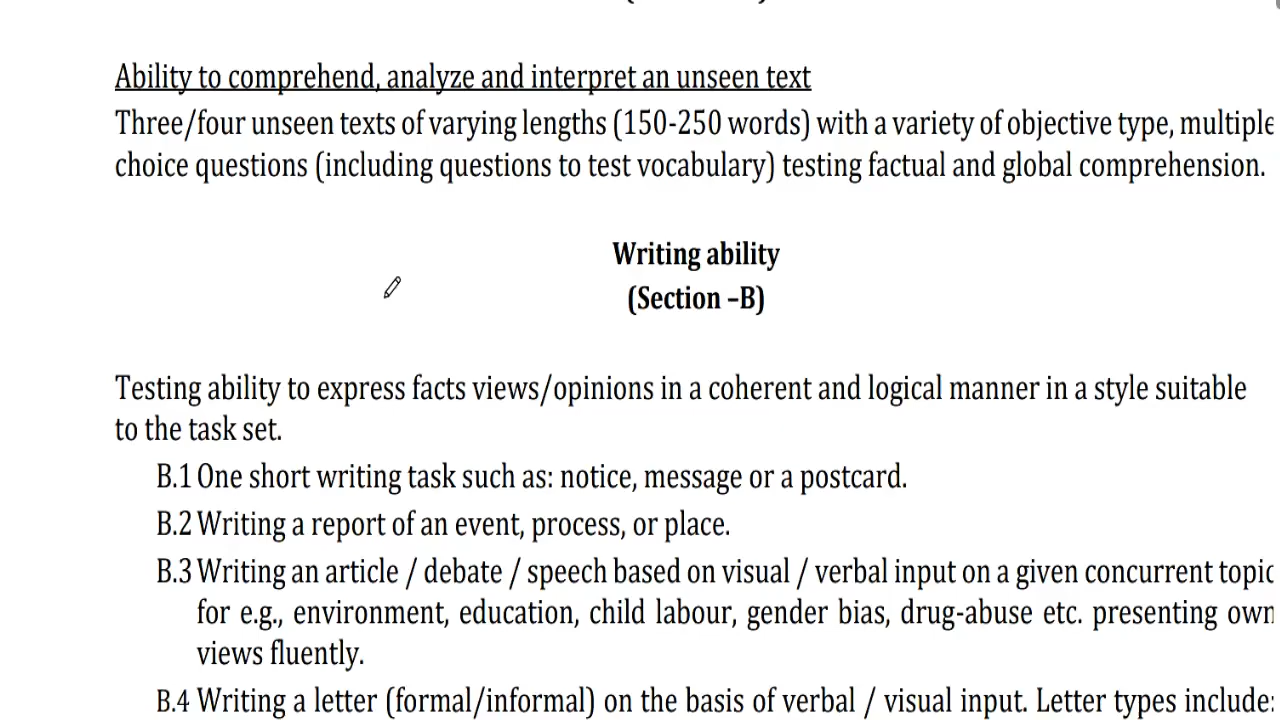 Ability to comprehend, analyze and interpret an unseen text
Three/four unseen texts of varying lengths (150-250 words) with a variety of objective type, multiple
choice questions (including questions to test vocabulary) testing factual and global comprehension.
Writing ability
(Section –B)
Testing ability to express facts views/opinions in a coherent and logical manner in a style suitable
to the task set.
B.1 One short writing task such as: notice, message or a postcard.
B.2 Writing a report of an event, process, or place.
B.3 Writing an article / debate / speech based on visual / verbal input on a given concurrent topic
for e.g., environment, education, child labour, gender bias, drug-abuse etc. presenting own
views fluently.
B.4 Writing a letter (formal/informal) on the basis of verbal / visual input. Letter types include: